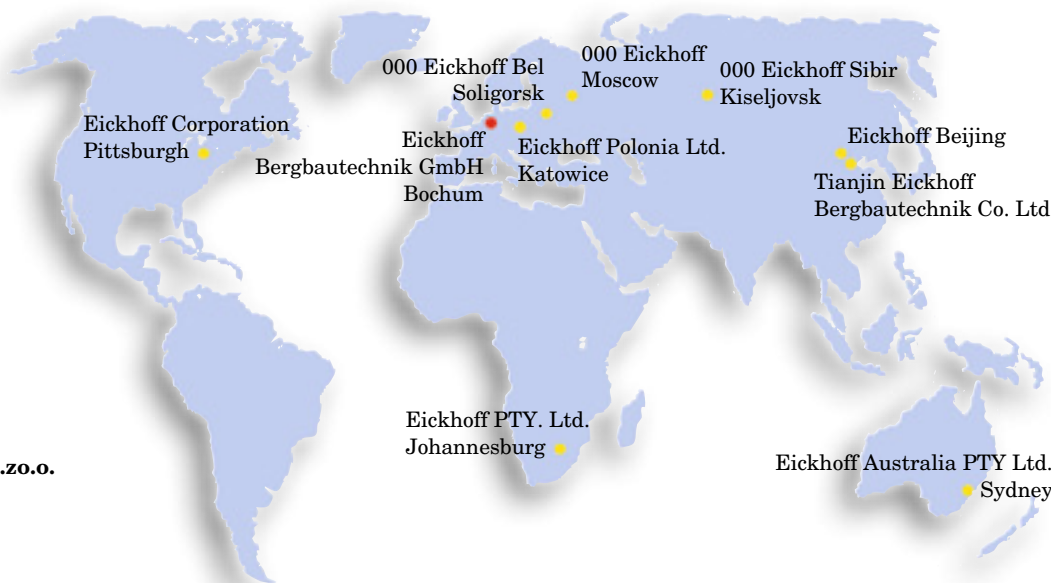 000 Eickhoff Bel
Soligorsk
000 Eickhoff
Moscow
000 Eickhoff Sibir
Kiseljovsk
Eickhoff Corporation
Pittsburgh
Eickhoff
Bergbautechnik GmbH
Bochum
Eickhoff Polonia Ltd.
Katowice
Eickhoff Beijing
Tianjin Eickhoff
Bergbautechnik Co. Ltd
Eickhoff PTY. Ltd.
Johannesburg
.zo.o.
Eickhoff Australia PTY Ltd.
Sydney